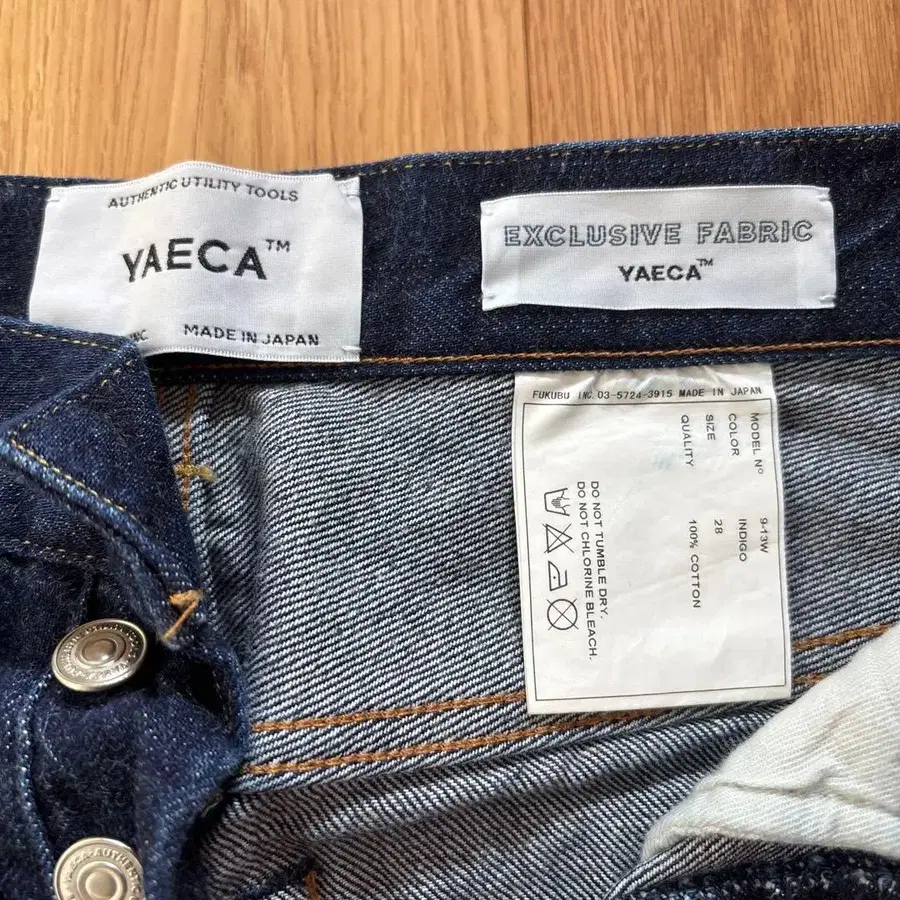 AUTHENTIC UTILITY TOOLS
YAECA™
INC MADE IN JAPAN
EXCLUSIVE FABRIC
YAECA™
FUKUBU INC. 03-5724-3915 MADE IN JAPAN
MODEL Nº 9-13W
COLOR INDIGO
SIZE 28
QUALITY 100% COTTON
DO NOT TUMBLE DRY.
DO NOT CHLORINE BLEACH.